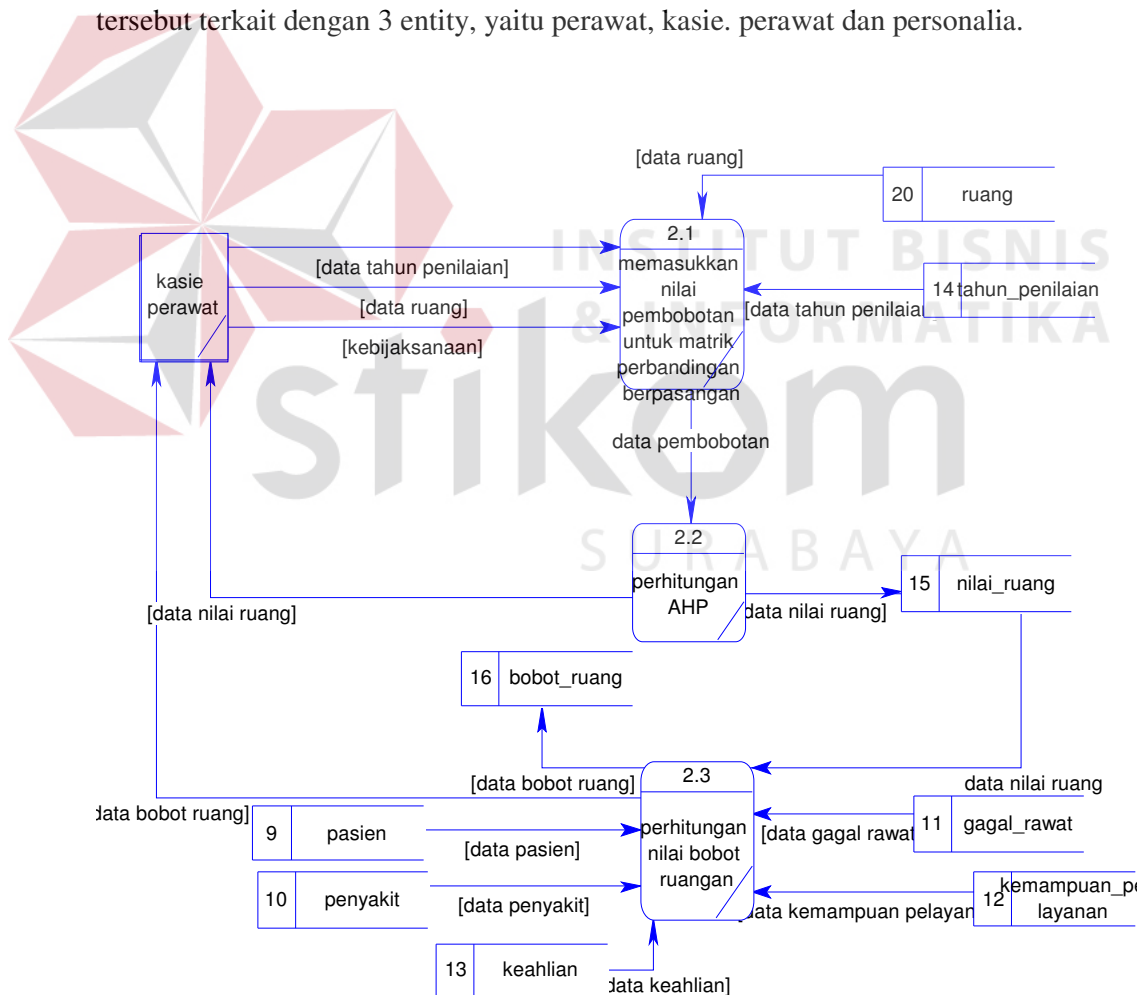 tersebut terkait dengan 3 entity, yaitu perawat, kasie. perawat dan personalia.
[data ruang]
20 ruang
INSTITUT BISNIS
& INFORMATIKA
stikom
SURABAYA
kasie
perawat
[data tahun penilaian]
[data ruang]
[kebijaksanaan]
2.1
memasukkan
nilai
pembobotan
untuk matrik
perbandingan
berpasangan
[data tahun penilaian
14 tahun_penilaian
data pembobotan
2.2
perhitungan
AHP
[data nilai ruang]
data nilai ruang]
15 nilai_ruang
16 bobot_ruang
[data bobot ruang]
data bobot ruang]
2.3
perhitungan
nilai bobot
ruangan
data nilai ruang
9 pasien
[data pasien]
[data gagal rawat
11 gagal_rawat
10 penyakit
[data penyakit]
data kemampuan pelayan
12 kemampuan_pe
layanan
13 keahlian
data keahlian]